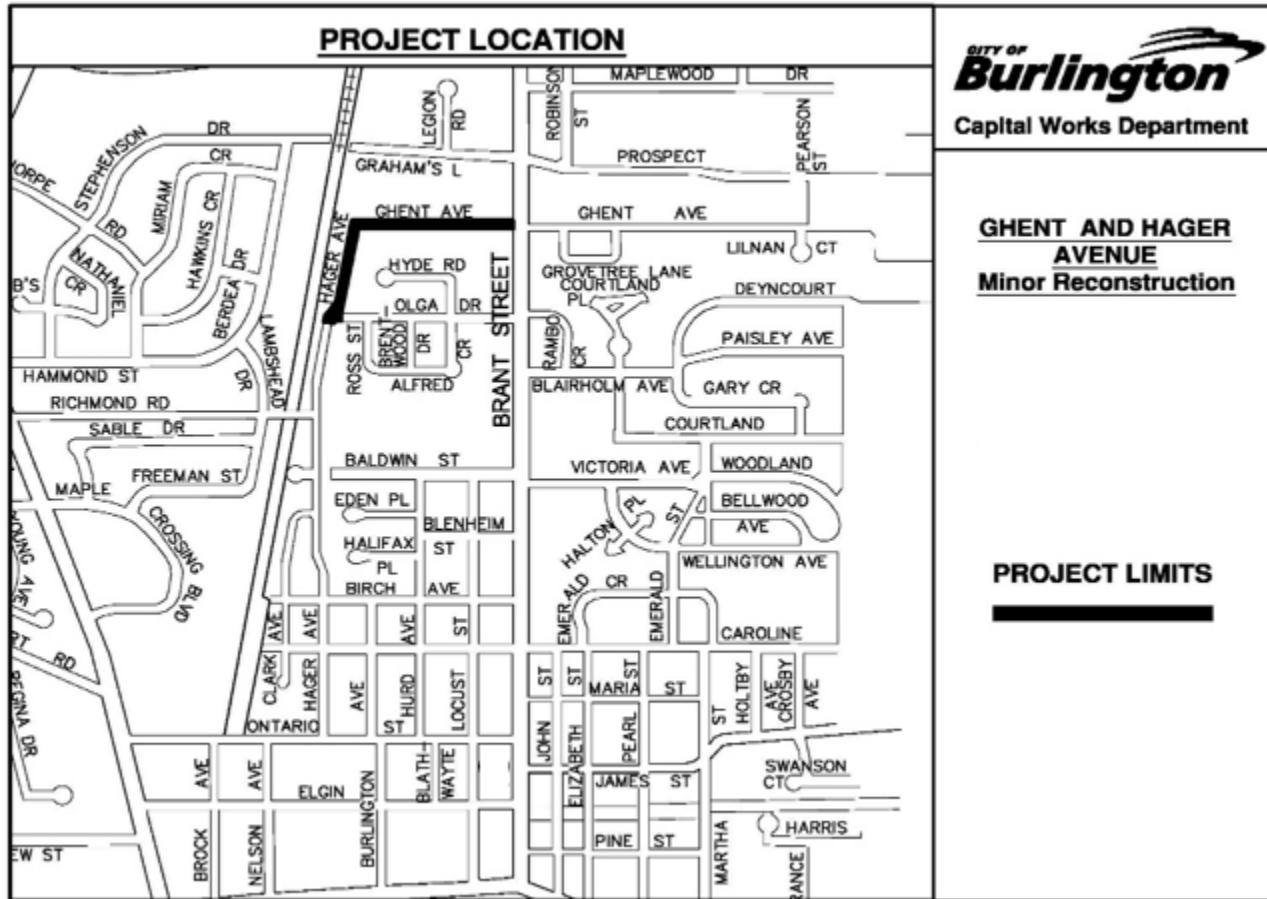 PROJECT LOCATION
CITY OF
Burlington
Capital Works Department
GHENT AND HAGER
AVENUE
Minor Reconstruction
PROJECT LIMITS
MAPLEWOOD DR
ROBINSON
ST
LEGION
RD
PEARSON
ST
STEPHENSON
DR
CR
PROSPECT
GRAHAM'S L
ORPE
RD
MIRIAM
HAWKINS CR
NATHANIEL
CR
B'S
BERDEA DR
DR
HAGER AVE
GHENT AVE
GHENT AVE
LILNAN CT
HYDE RD
GROVETREE LANE
COURTLAND
PL
DEYNCOURT
OLGA DR
BRANT STREET
ROSS ST
BRENT-
WOOD
DR
CR
ALFRED
RAMBO
CR
PAISLEY AVE
LAMBSHEAD
HAMMOND ST
BLAIRHOLM AVE
GARY CR
RICHMOND RD
SABLE DR
COURTLAND
FREEMAN ST
BALDWIN ST
VICTORIA AVE
WOODLAND
MAPLE
CROSSING BLVD
EDEN PL
BLENHEIM
ST
BELLWOOD
AVE
HALTON
PL
ST
YOUNG AVE
HALIFAX
PL
WELLINGTON AVE
BIRCH AVE
EMERALD
CR
EMERALD
CAROLINE
RT RD
CLARK
AVE
HAGER
AVE
AVE
HURD
AVE
LOCUST
ST
JOHN
ST
ST
ST
MARIA ST
HOLTBY
AVE
CROSBY
AVE
REGINA DR
ONTARIO ST
ELIZABETH
PEARL
ST
BROCK
AVE
NELSON
AVE
ELGIN
BURLINGTON
BLATH-
WAYTE
JAMES ST
SWANSON
CT
PINE ST
MARTHA
HARRIS
RANCE
EW ST